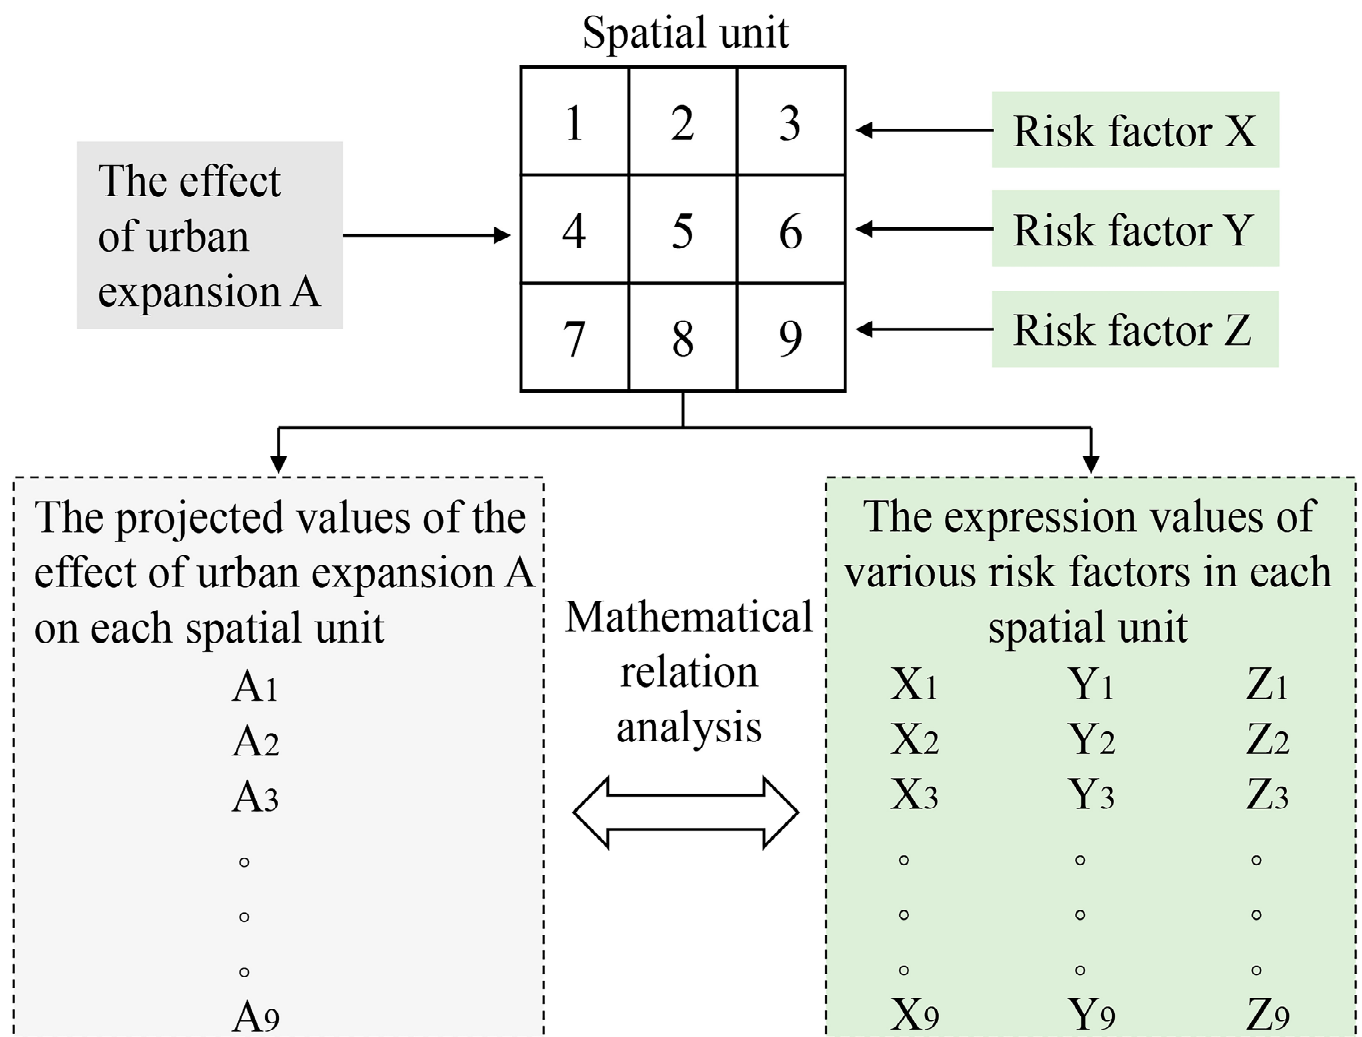 Spatial unit
1 2 3
Risk factor X
The effect
of urban
expansion A
4 5 6
Risk factor Y
7 8 9
Risk factor Z
The projected values of the
effect of urban expansion A
on each spatial unit
A1
A2
A3
A9
Mathematical
relation
analysis
The expression values of
various risk factors in each
spatial unit
X1 Y1 Z1
X2 Y2 Z2
X3 Y3 Z3
X9 Y9 Z9